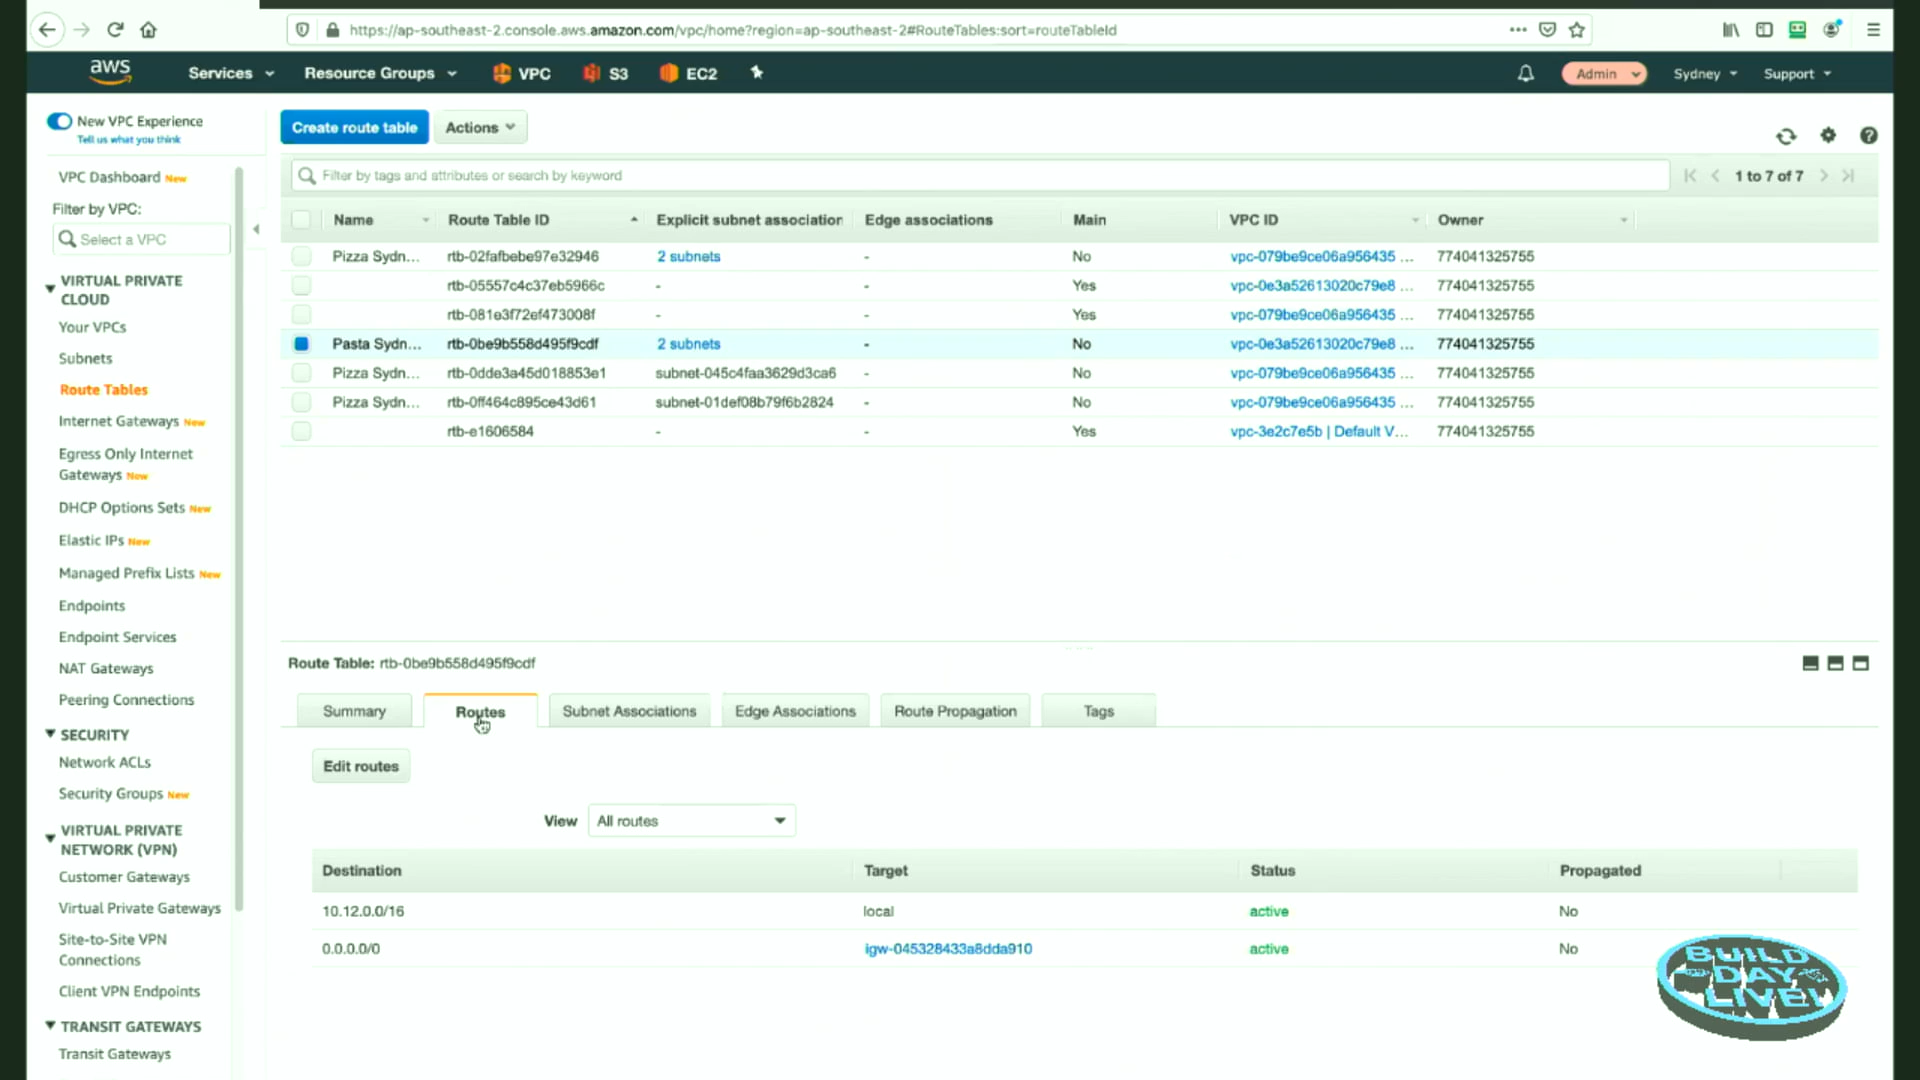 https://ap-southeast-2.console.aws.amazon.com/vpc/home?region=ap-southeast-2#RouteTables:sort=routeTableId
aws Services Resource Groups VPC S3 EC2 Admin Sydney Support
New VPC Experience
Tell us what you think
VPC Dashboard New
Filter by VPC:
Select a VPC
VIRTUAL PRIVATE
CLOUD
Your VPCs
Subnets
Route Tables
Internet Gateways New
Egress Only Internet
Gateways New
DHCP Options Sets New
Elastic IPs New
Managed Prefix Lists New
Endpoints
Endpoint Services
NAT Gateways
Peering Connections
SECURITY
Network ACLs
Security Groups New
VIRTUAL PRIVATE
NETWORK (VPN)
Customer Gateways
Virtual Private Gateways
Site-to-Site VPN
Connections
Client VPN Endpoints
TRANSIT GATEWAYS
Transit Gateways
Create route table Actions
Filter by tags and attributes or search by keyword
1 to 7 of 7
Name Route Table ID Explicit subnet association Edge associations Main VPC ID Owner
Pizza Sydn... rtb-02fafbebe97e32946 2 subnets - No vpc-079be9ce06a956435 ... 774041325755
rtb-05557c4c37eb5966c - - Yes vpc-0e3a52613020c79e8 ... 774041325755
rtb-081e3f72ef473008f - - Yes vpc-079be9ce06a956435 ... 774041325755
Pasta Sydn... rtb-0be9b558d495f9cdf 2 subnets - No vpc-0e3a52613020c79e8 ... 774041325755
Pizza Sydn... rtb-0dde3a45d018853e1 subnet-045c4faa3629d3ca6 - No vpc-079be9ce06a956435 ... 774041325755
Pizza Sydn... rtb-0ff464c895ce43d61 subnet-01def08b79f6b2824 - No vpc-079be9ce06a956435 ... 774041325755
rtb-e1606584 - - Yes vpc-3e2c7e5b | Default V... 774041325755
Route Table: rtb-0be9b558d495f9cdf
Summary Routes Subnet Associations Edge Associations Route Propagation Tags
Edit routes
View All routes
Destination Target Status Propagated
10.12.0.0/16 local active No
0.0.0.0/0 igw-045328433a8dda910 active No
BUILD
DAY
LIVE!